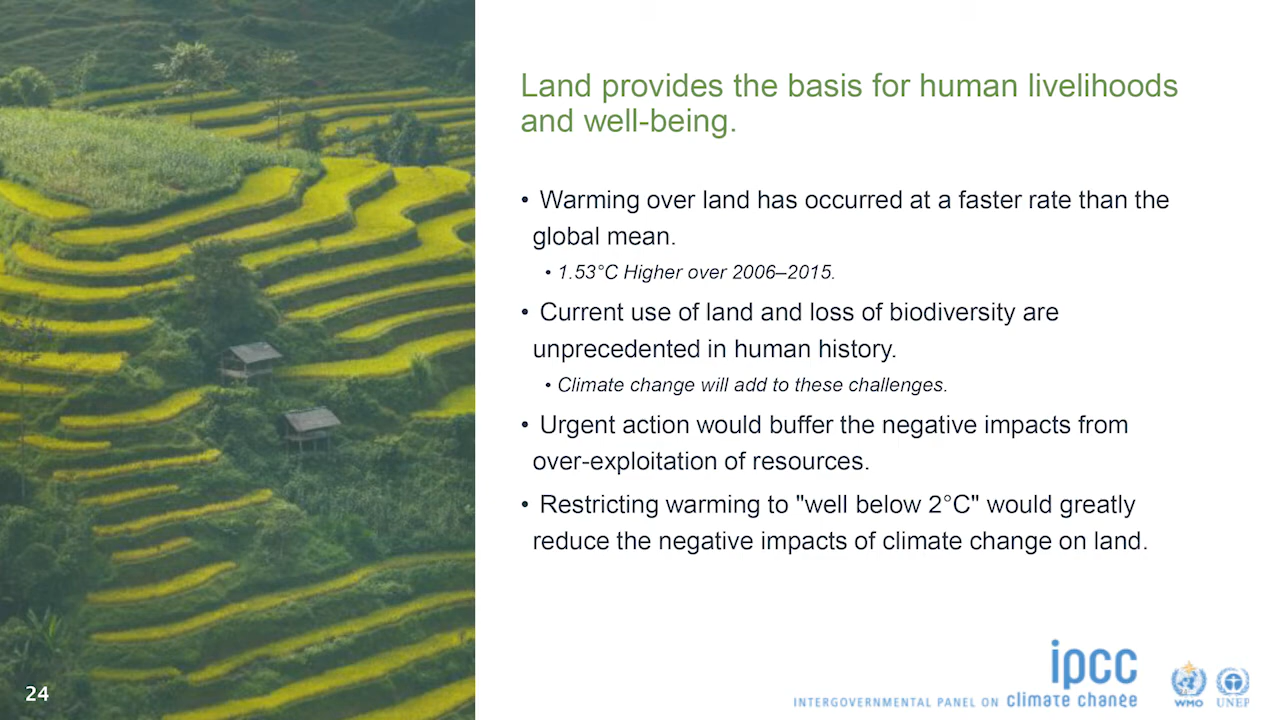 Land provides the basis for human livelihoods
and well-being.
• Warming over land has occurred at a faster rate than the
global mean.
• 1.53°C Higher over 2006–2015.
• Current use of land and loss of biodiversity are
unprecedented in human history.
• Climate change will add to these challenges.
• Urgent action would buffer the negative impacts from
over-exploitation of resources.
• Restricting warming to "well below 2°C" would greatly
reduce the negative impacts of climate change on land.
24
ipcc
INTERGOVERNMENTAL PANEL ON climate change
WMO
UNEP